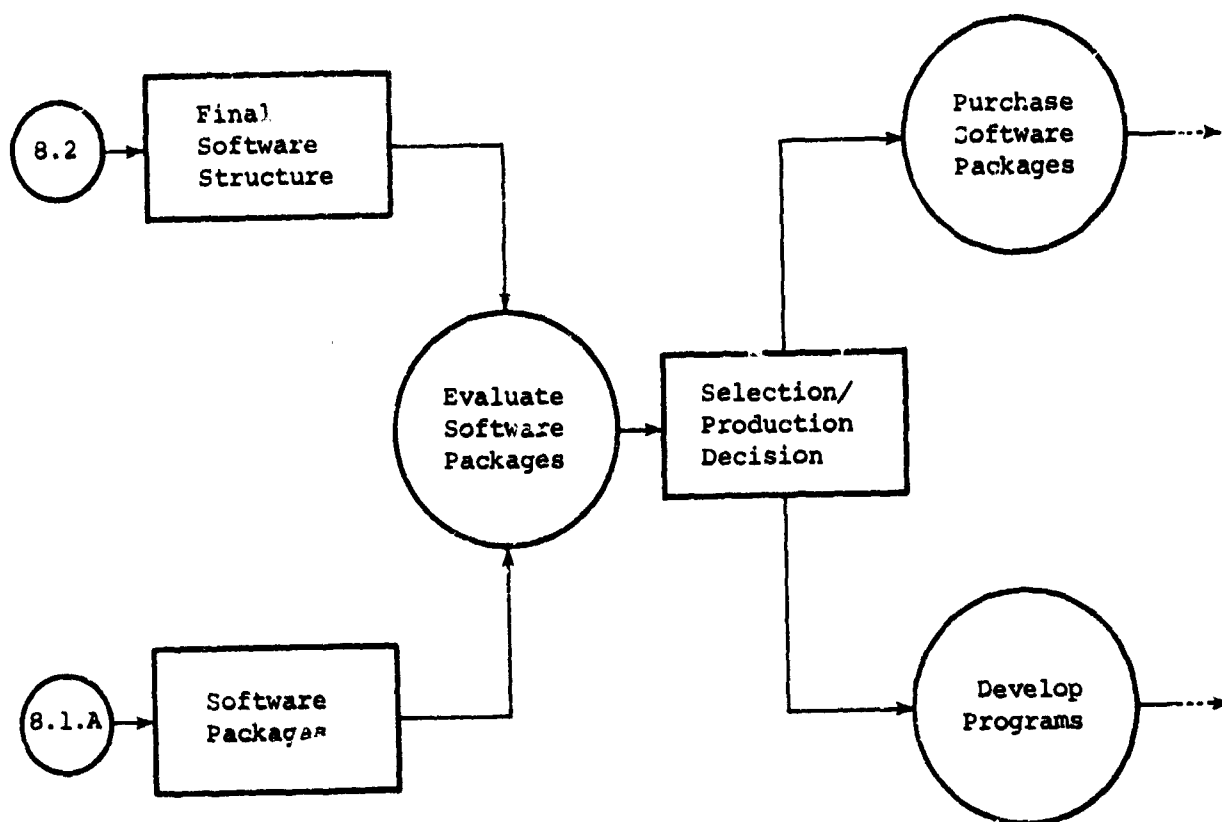 8.2
Final
Software
Structure
Purchase
Software
Packages
Evaluate
Software
Packages
Selection/
Production
Decision
8.1.A
Software
Packages
Develop
Programs